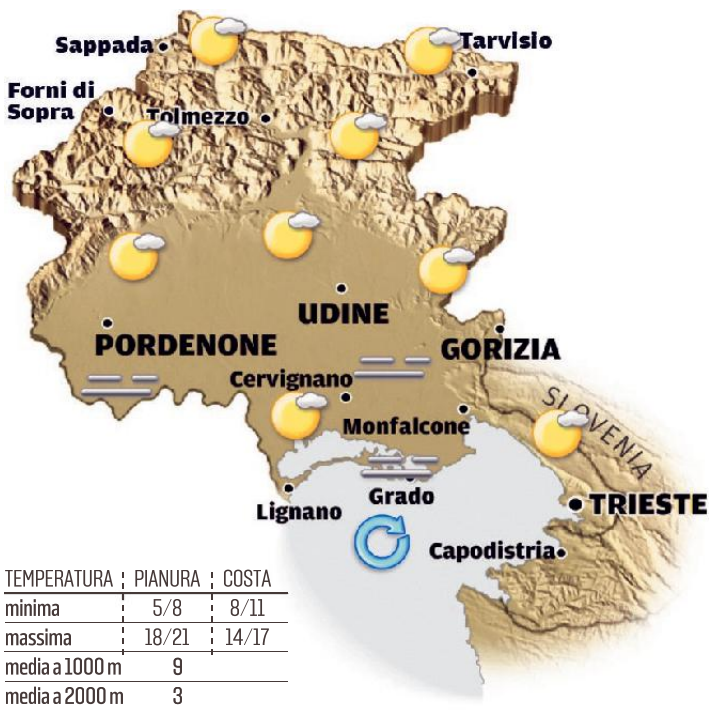 Sappada
Tarvisio
Forni di
Sopra
Tolmezzo
UDINE
PORDENONE
GORIZIA
Cervignano
SLOVENIA
Monfalcone
Lignano
Grado
TRIESTE
Capodistria
TEMPERATURA PIANURA COSTA
minima 5/8 8/11
massima 18/21 14/17
media a 1000 m 9
media a 2000 m 3